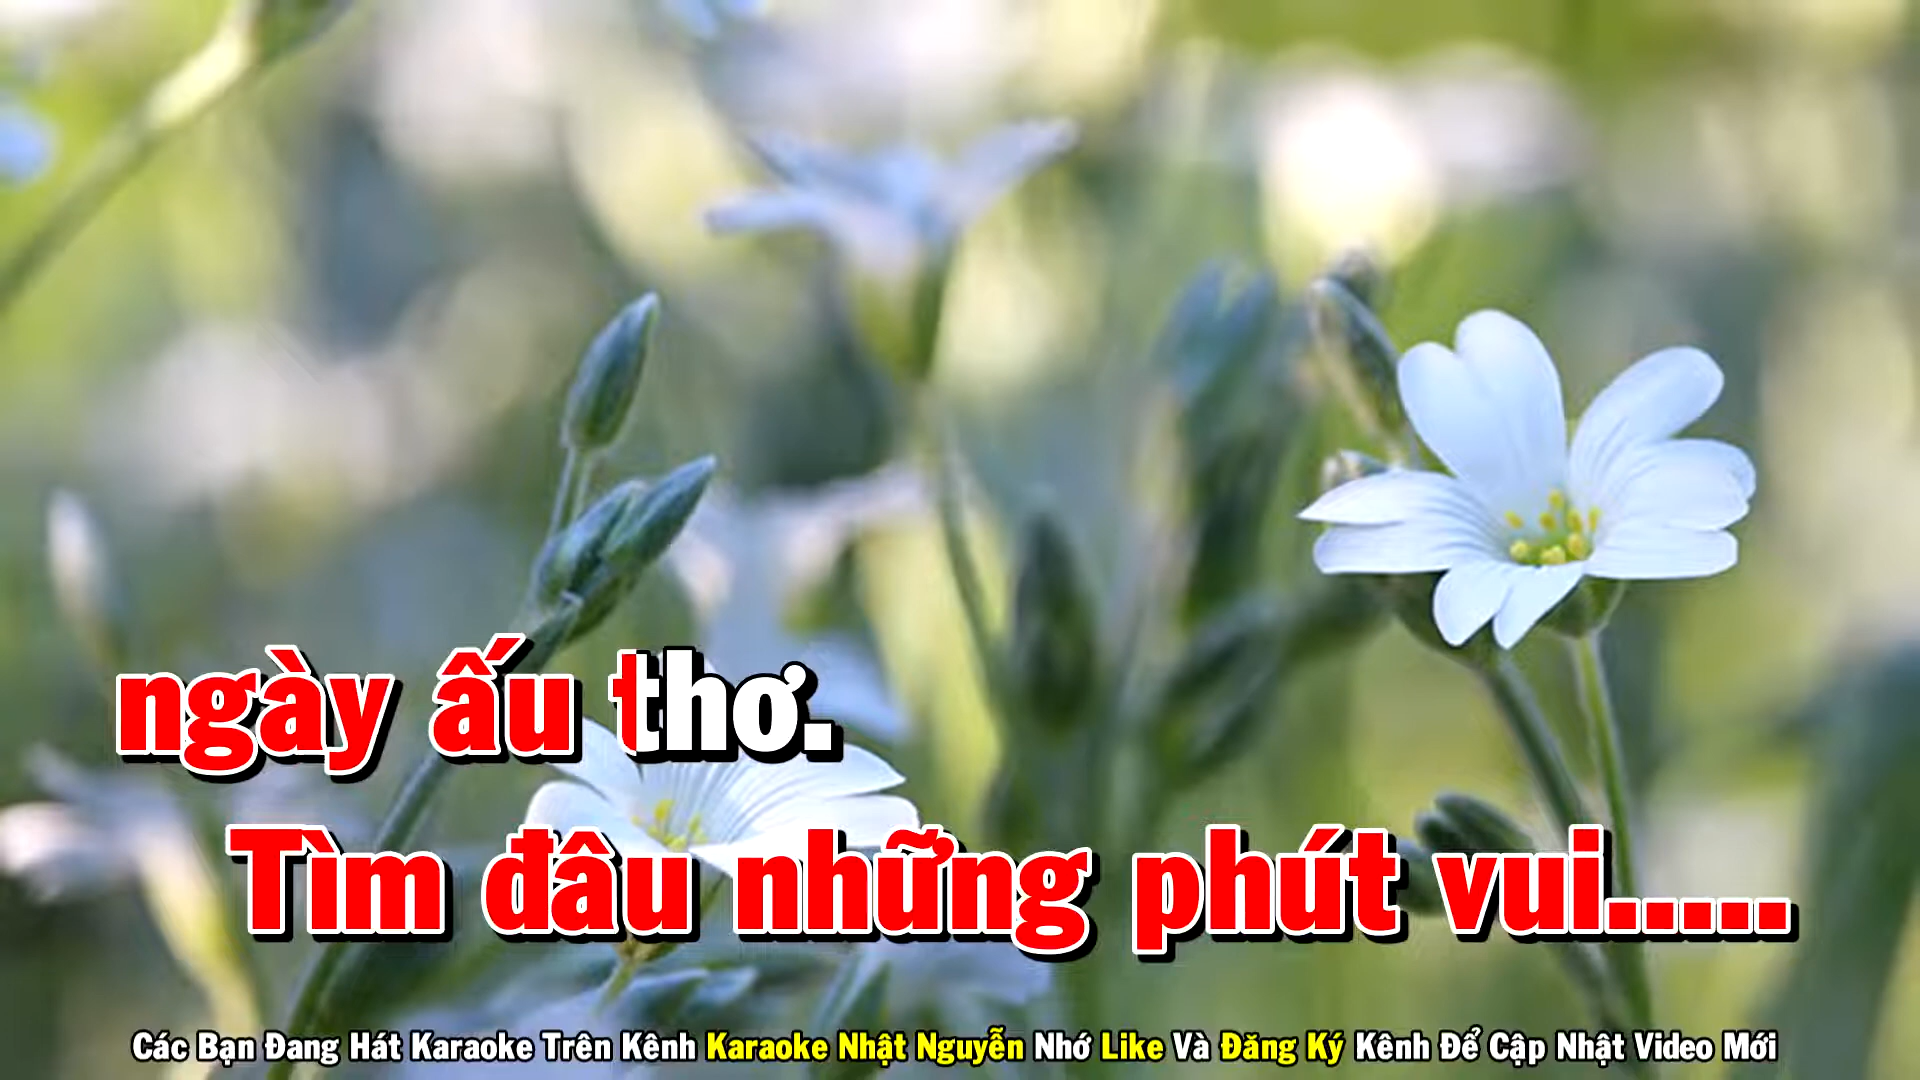 ngày ấu thơ.
Tìm đâu những phút vui.....
Các Bạn Đang Hát Karaoke Trên Kênh Karaoke Nhật Nguyễn Nhớ Like Và Đăng Ký Kênh Để Cập Nhật Video Mới